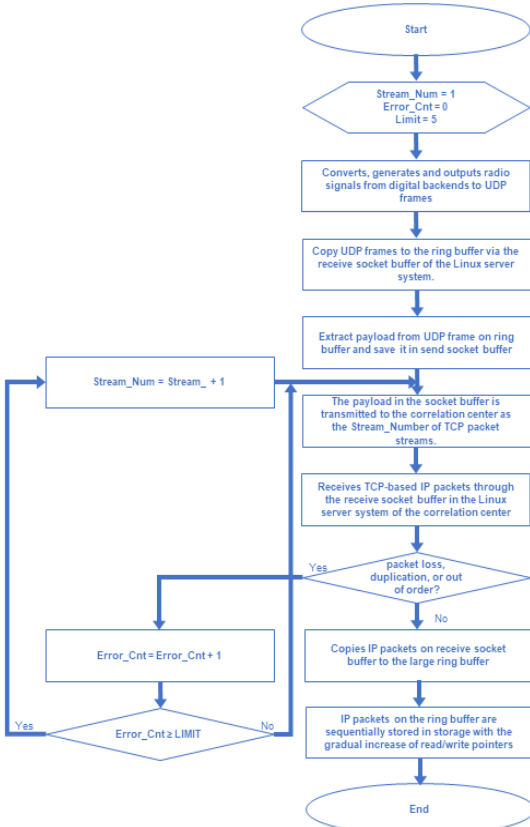 Start
Stream_Num = 1
Error_Cnt = 0
Limit = 5
Converts, generates and outputs radio
signals from digital backends to UDP
frames
Copy UDP frames to the ring buffer via the
receive socket buffer of the Linux server
system.
Extract payload from UDP frame on ring
buffer and save it in send socket buffer
Stream_Num = Stream_ + 1
The payload in the socket buffer is
transmitted to the correlation center as
the Stream_Number of TCP packet
streams.
Receives TCP-based IP packets through
the receive socket buffer in the Linux
server system of the correlation center
packet loss,
duplication, or out
of order?
Yes
No
Error_Cnt = Error_Cnt + 1
Copies IP packets on receive socket
buffer to the large ring buffer
Yes
Error_Cnt ≥ LIMIT
No
IP packets on the ring buffer are
sequentially stored in storage with the
gradual increase of read/write pointers
End